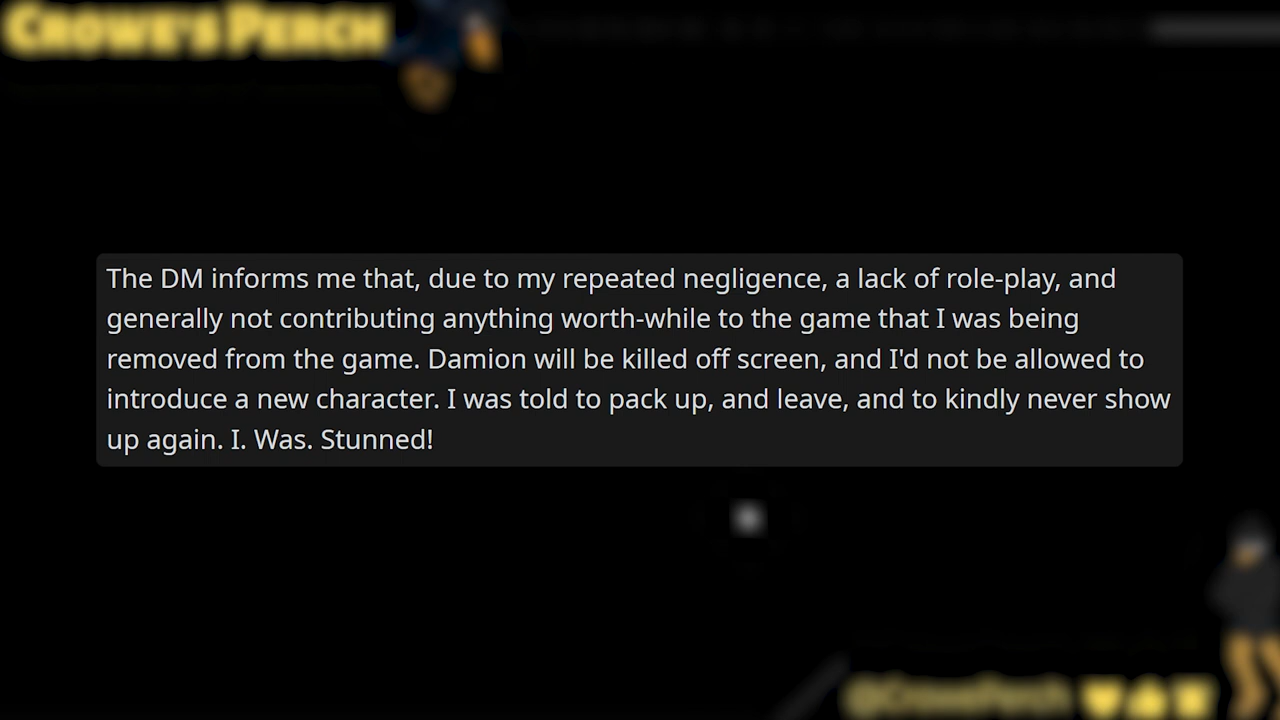 CROWE'S PERCH
The DM informs me that, due to my repeated negligence, a lack of role-play, and
generally not contributing anything worth-while to the game that I was being
removed from the game. Damion will be killed off screen, and I'd not be allowed to
introduce a new character. I was told to pack up, and leave, and to kindly never show
up again. I. Was. Stunned!
@CrowesPerch